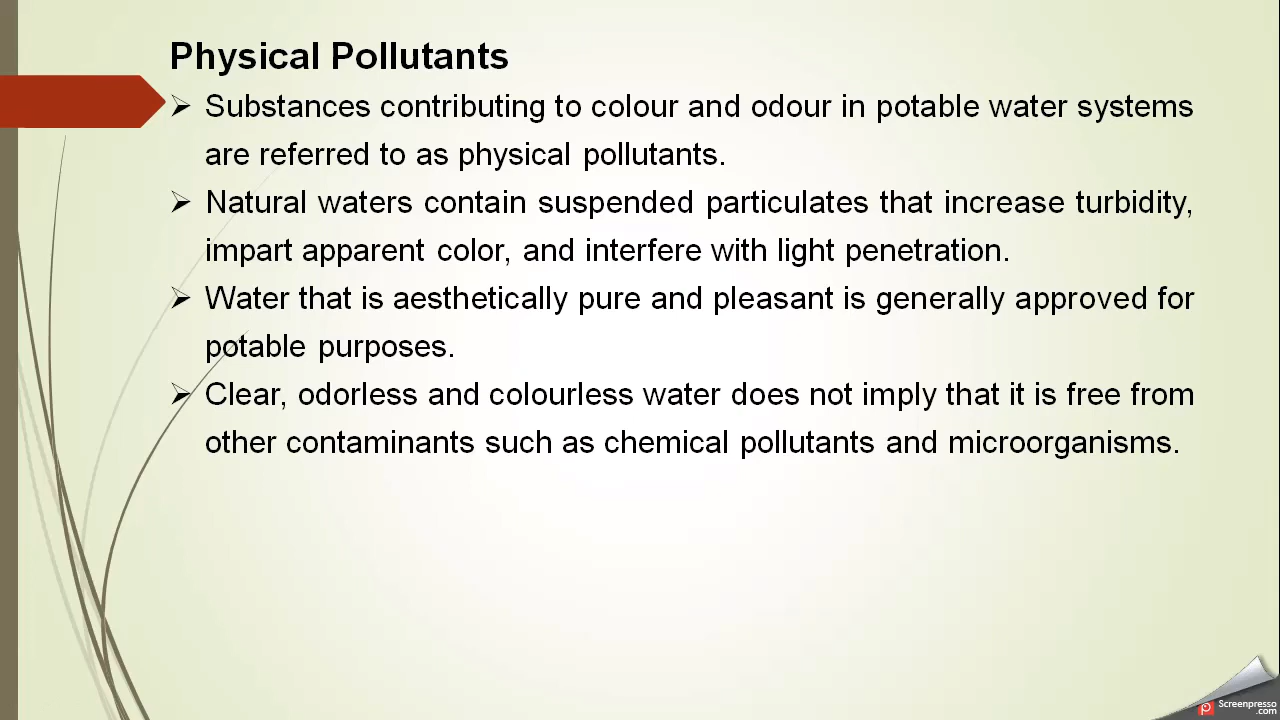 Physical Pollutants
➢ Substances contributing to colour and odour in potable water systems
are referred to as physical pollutants.
➢ Natural waters contain suspended particulates that increase turbidity,
impart apparent color, and interfere with light penetration.
➢ Water that is aesthetically pure and pleasant is generally approved for
potable purposes.
➢ Clear, odorless and colourless water does not imply that it is free from
other contaminants such as chemical pollutants and microorganisms.
Screenpresso
.com